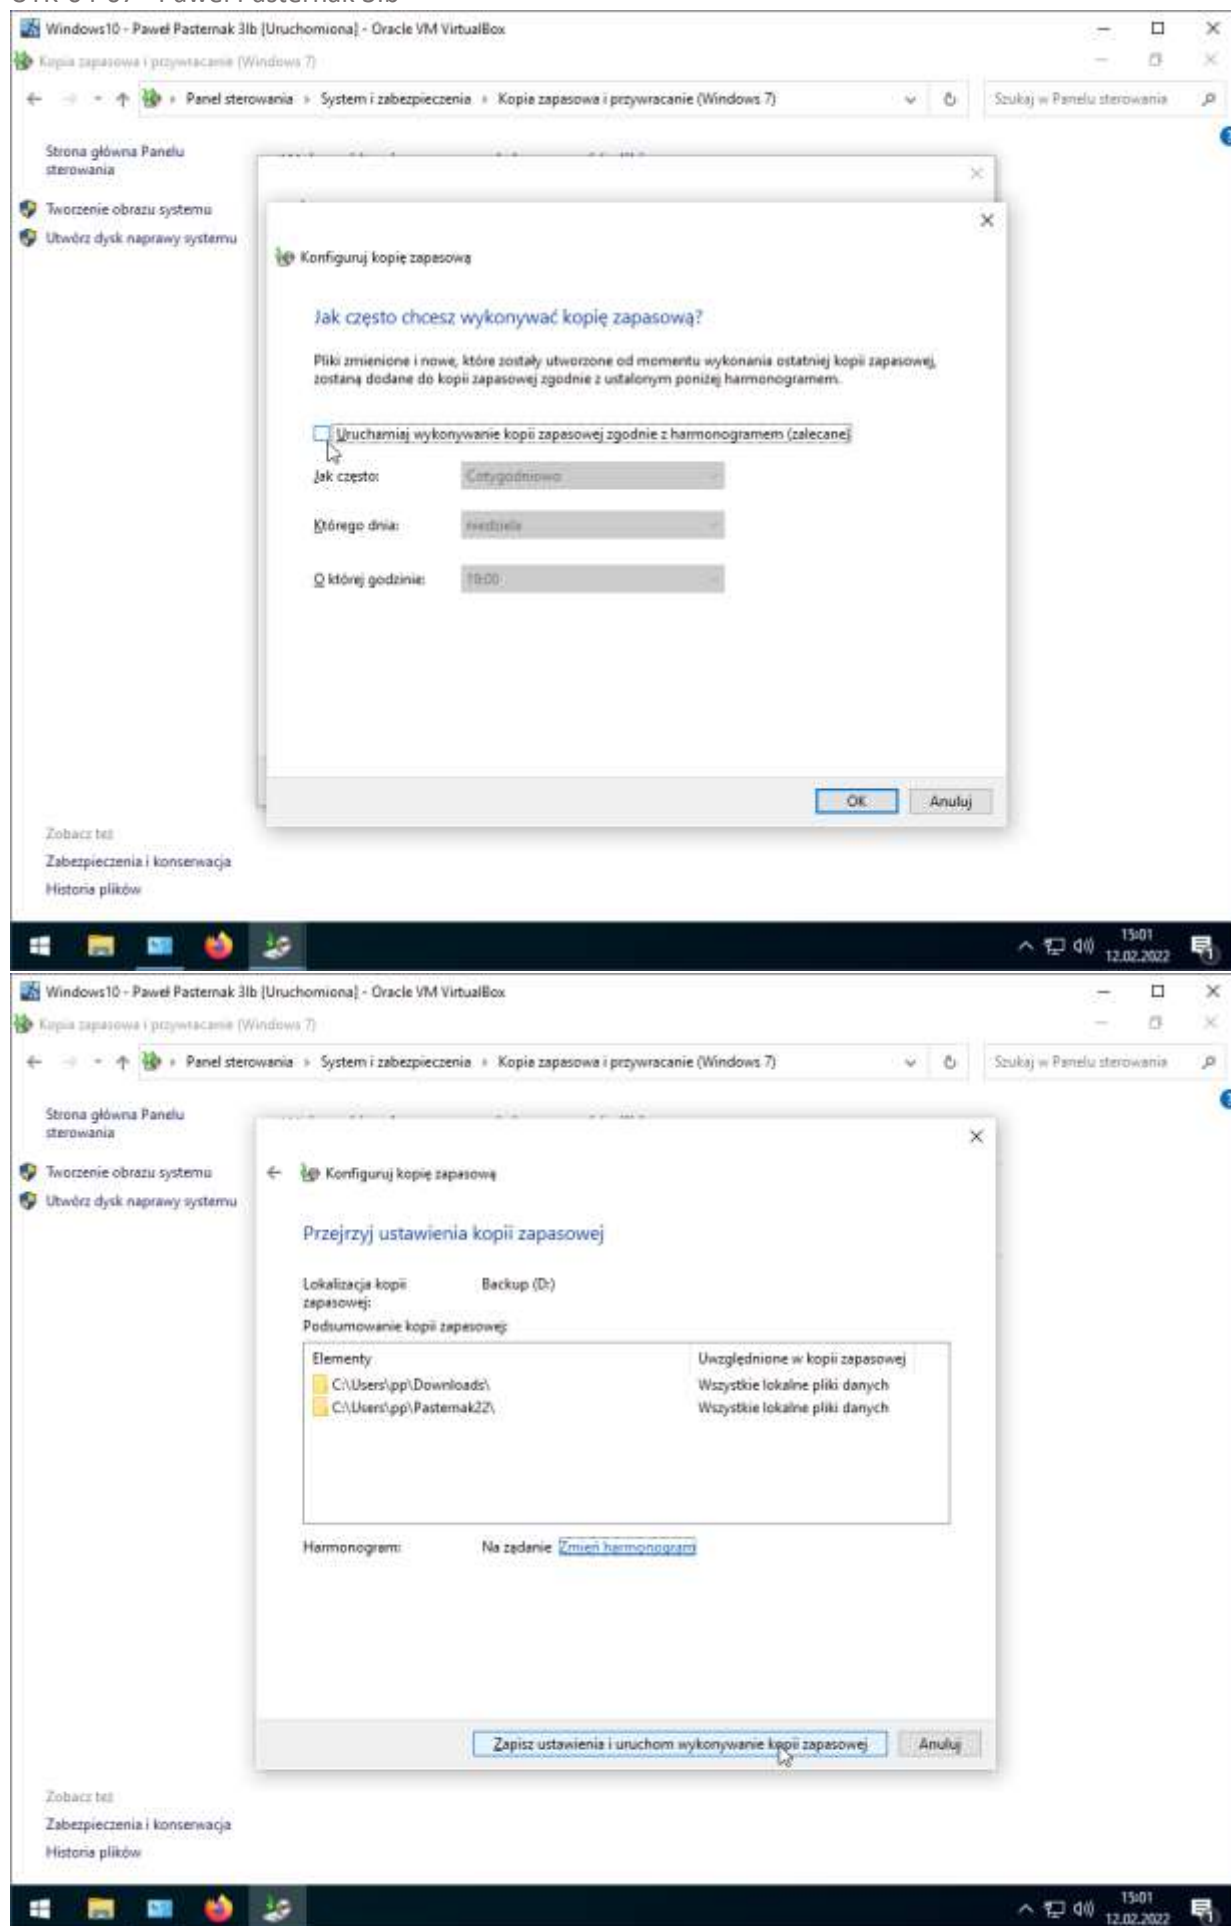 Windows10 - Paweł Pasternak 3lb [Uruchomiona] - Oracle VM VirtualBox
Kopia zapasowa i przywracanie (Windows 7)
Panel sterowania › System i zabezpieczenia › Kopia zapasowa i przywracanie (Windows 7)
Szukaj w Panelu sterowania
Strona główna Panelu
sterowania
Tworzenie obrazu systemu
Utwórz dysk naprawy systemu
Konfiguruj kopię zapasową
Jak często chcesz wykonywać kopię zapasową?
Pliki zmienione i nowe, które zostały utworzone od momentu wykonania ostatniej kopii zapasowej,
zostaną dodane do kopii zapasowej zgodnie z ustalonym poniżej harmonogramem.
Uruchamiaj wykonywanie kopii zapasowej zgodnie z harmonogramem (zalecane)
Jak często: Cotygodniowo
Którego dnia: niedziela
O której godzinie: 19:00
OK Anuluj
Zobacz też
Zabezpieczenia i konserwacja
Historia plików
15:01
12.02.2022
Windows10 - Paweł Pasternak 3lb [Uruchomiona] - Oracle VM VirtualBox
Kopia zapasowa i przywracanie (Windows 7)
Panel sterowania › System i zabezpieczenia › Kopia zapasowa i przywracanie (Windows 7)
Szukaj w Panelu sterowania
Strona główna Panelu
sterowania
Tworzenie obrazu systemu
Utwórz dysk naprawy systemu
Konfiguruj kopię zapasową
Przejrzyj ustawienia kopii zapasowej
Lokalizacja kopii Backup (D:)
zapasowej:
Podsumowanie kopii zapasowej:
Elementy Uwzględnione w kopii zapasowej
C:\Users\pp\Downloads\ Wszystkie lokalne pliki danych
C:\Users\pp\Pasternak22\ Wszystkie lokalne pliki danych
Harmonogram: Na żądanie Zmień harmonogram
Zapisz ustawienia i uruchom wykonywanie kopii zapasowej Anuluj
Zobacz też
Zabezpieczenia i konserwacja
Historia plików
15:01
12.02.2022